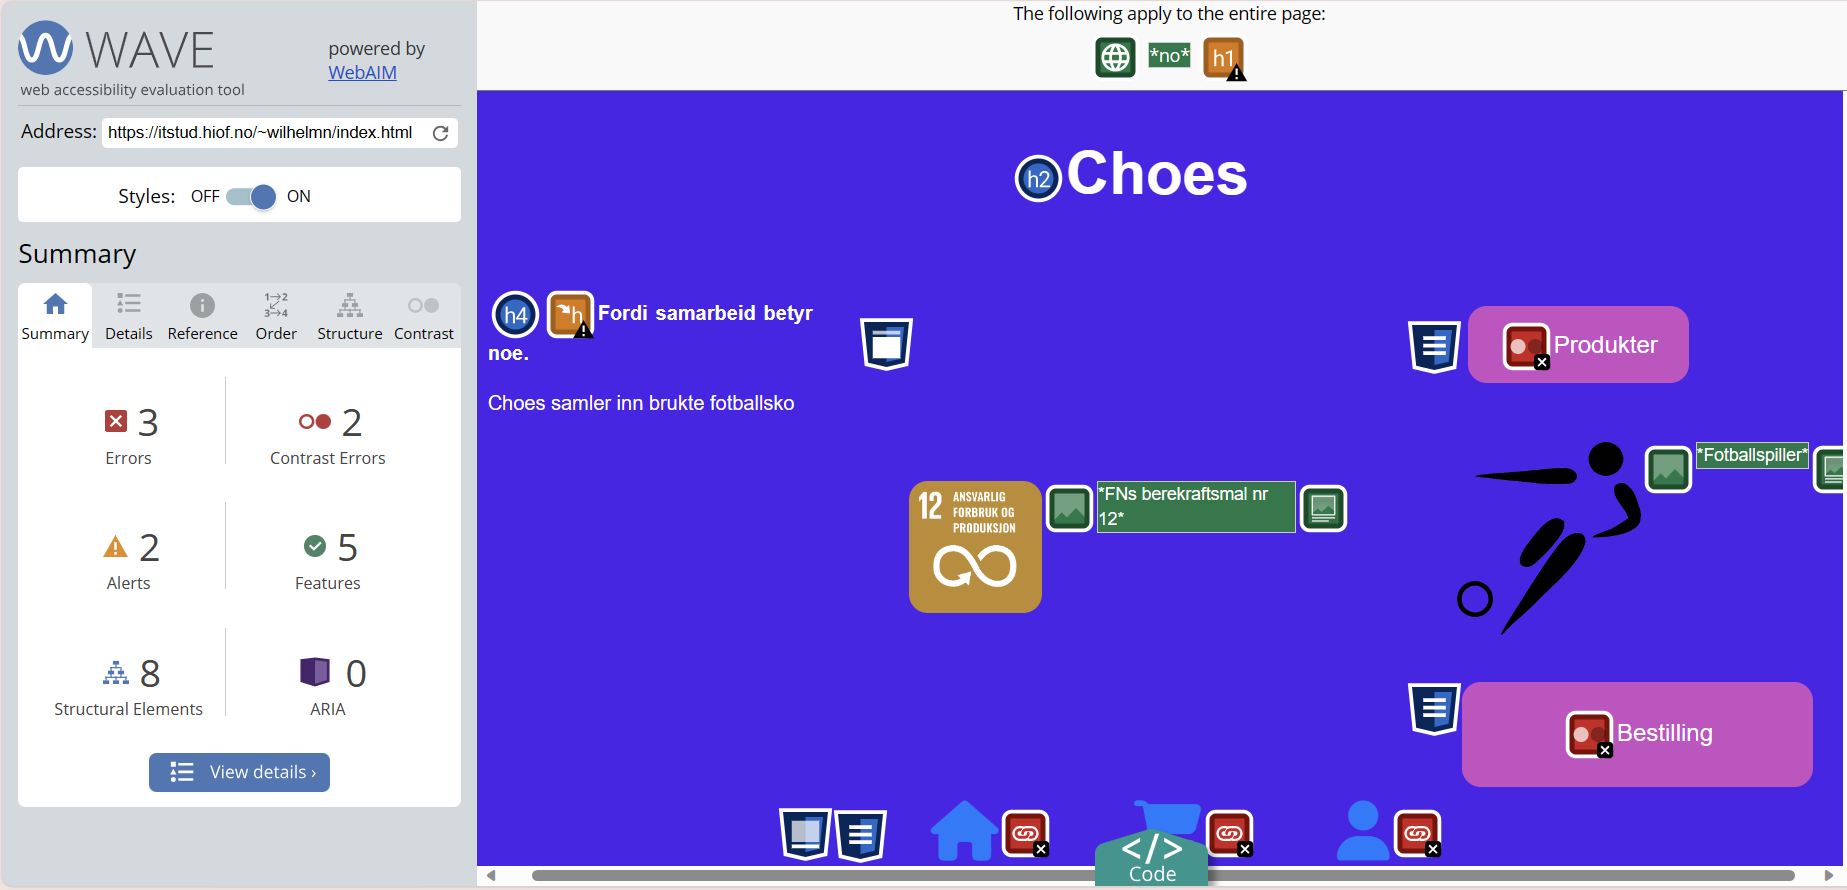 WAVE
web accessibility evaluation tool
powered by
WebAIM
Address: https://itstud.hiof.no/~wilhelmn/index.html
Styles: OFF ON
Summary
Summary Details Reference Order Structure Contrast
1 2
3 4
3
Errors
2
Contrast Errors
2
Alerts
5
Features
8
Structural Elements
0
ARIA
View details ›
The following apply to the entire page:
*no* h1
h2 Choes
h4 h Fordi samarbeid betyr
noe.
Choes samler inn brukte fotballsko
Produkter
*Fotballspiller*
12 ANSVARLIG
FORBRUK OG
PRODUKSJON
*FNs berekraftsmal nr
12*
Bestilling
</>
Code